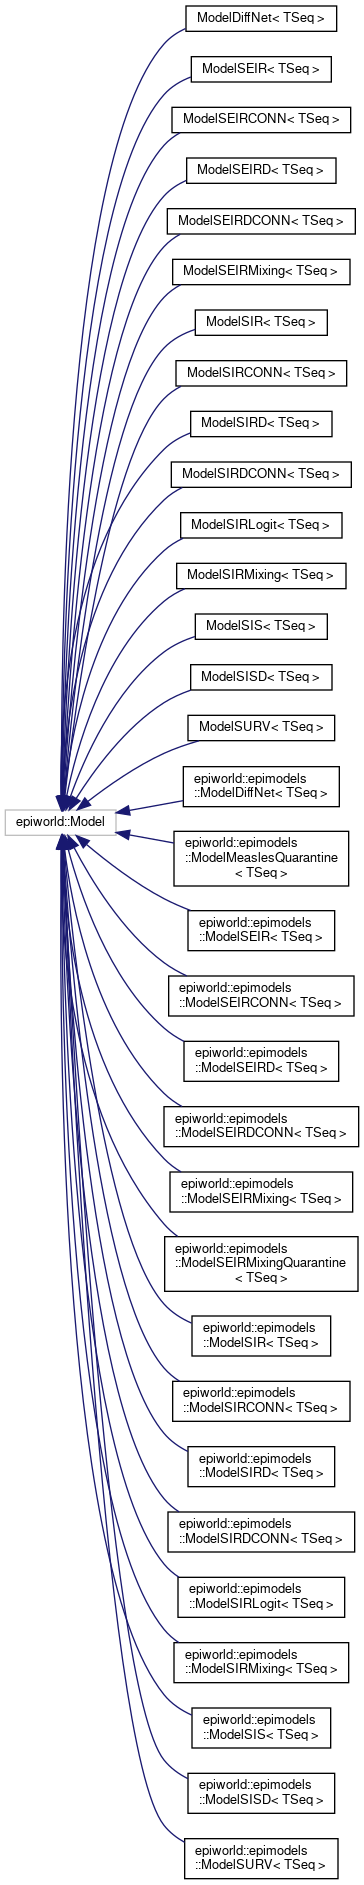 ModelDiffNet< TSeq >
ModelSEIR< TSeq >
ModelSEIRCONN< TSeq >
ModelSEIRD< TSeq >
ModelSEIRDCONN< TSeq >
ModelSEIRMixing< TSeq >
ModelSIR< TSeq >
ModelSIRCONN< TSeq >
ModelSIRD< TSeq >
ModelSIRDCONN< TSeq >
ModelSIRLogit< TSeq >
ModelSIRMixing< TSeq >
ModelSIS< TSeq >
ModelSISD< TSeq >
ModelSURV< TSeq >
epiworld::epimodels
::ModelDiffNet< TSeq >
epiworld::Model
epiworld::epimodels
::ModelMeaslesQuarantine
< TSeq >
epiworld::epimodels
::ModelSEIR< TSeq >
epiworld::epimodels
::ModelSEIRCONN< TSeq >
epiworld::epimodels
::ModelSEIRD< TSeq >
epiworld::epimodels
::ModelSEIRDCONN< TSeq >
epiworld::epimodels
::ModelSEIRMixing< TSeq >
epiworld::epimodels
::ModelSEIRMixingQuarantine
< TSeq >
epiworld::epimodels
::ModelSIR< TSeq >
epiworld::epimodels
::ModelSIRCONN< TSeq >
epiworld::epimodels
::ModelSIRD< TSeq >
epiworld::epimodels
::ModelSIRDCONN< TSeq >
epiworld::epimodels
::ModelSIRLogit< TSeq >
epiworld::epimodels
::ModelSIRMixing< TSeq >
epiworld::epimodels
::ModelSIS< TSeq >
epiworld::epimodels
::ModelSISD< TSeq >
epiworld::epimodels
::ModelSURV< TSeq >